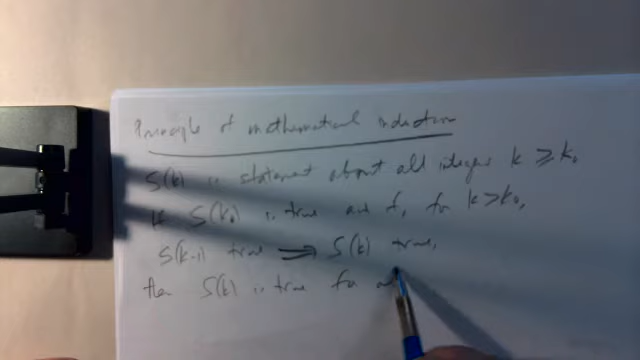 Principle of mathematical induction
S(k) is statement about all integer k ≥ k₀
If S(k₀) is true and if, for k > k₀,
S(k-1) true ⟹ S(k) true,
then S(k) is true for